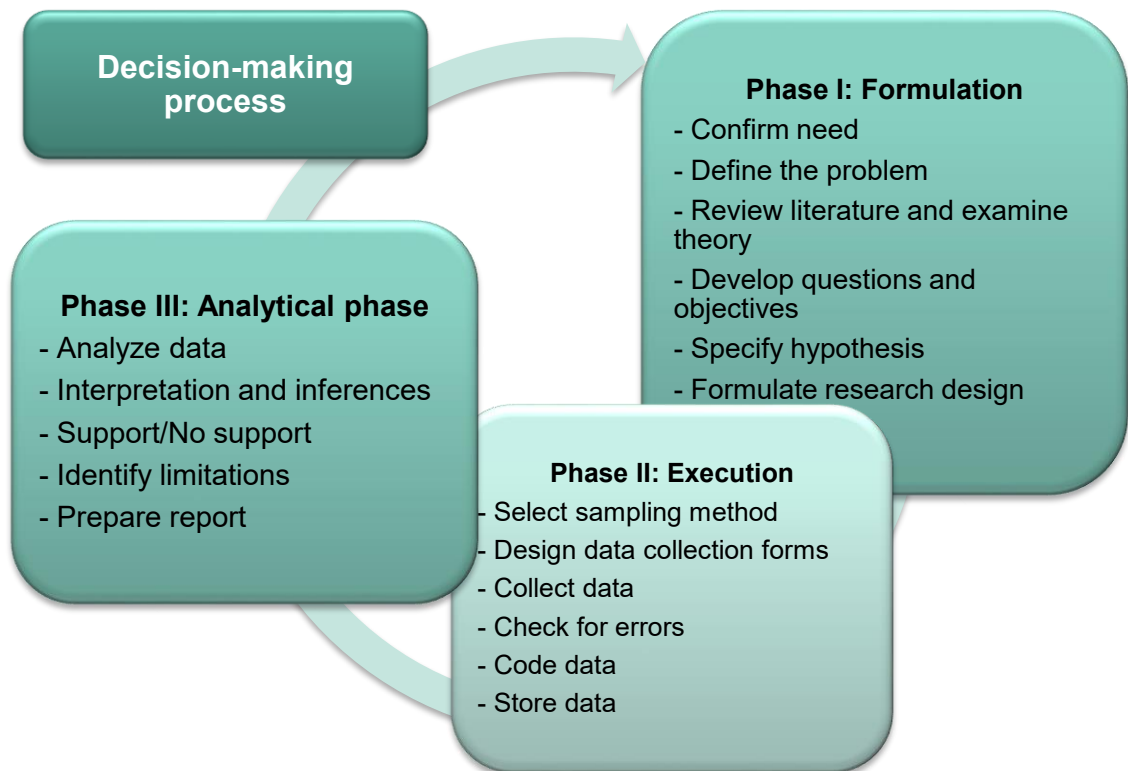 Decision-making
process
Phase I: Formulation
- Confirm need
- Define the problem
- Review literature and examine
theory
- Develop questions and
objectives
- Specify hypothesis
- Formulate research design
Phase II: Execution
- Select sampling method
- Design data collection forms
- Collect data
- Check for errors
- Code data
- Store data
Phase III: Analytical phase
- Analyze data
- Interpretation and inferences
- Support/No support
- Identify limitations
- Prepare report